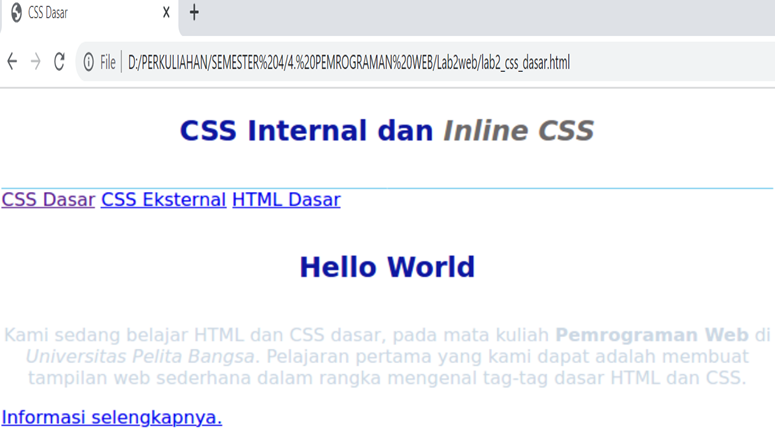 CSS Dasar
File D:/PERKULIAHAN/SEMESTER%204/4.%20PEMROGRAMAN%20WEB/Lab2web/lab2_css_dasar.html
CSS Internal dan Inline CSS
CSS Dasar CSS Eksternal HTML Dasar
Hello World
Kami sedang belajar HTML dan CSS dasar, pada mata kuliah Pemrograman Web di
Universitas Pelita Bangsa. Pelajaran pertama yang kami dapat adalah membuat
tampilan web sederhana dalam rangka mengenal tag-tag dasar HTML dan CSS.
Informasi selengkapnya.